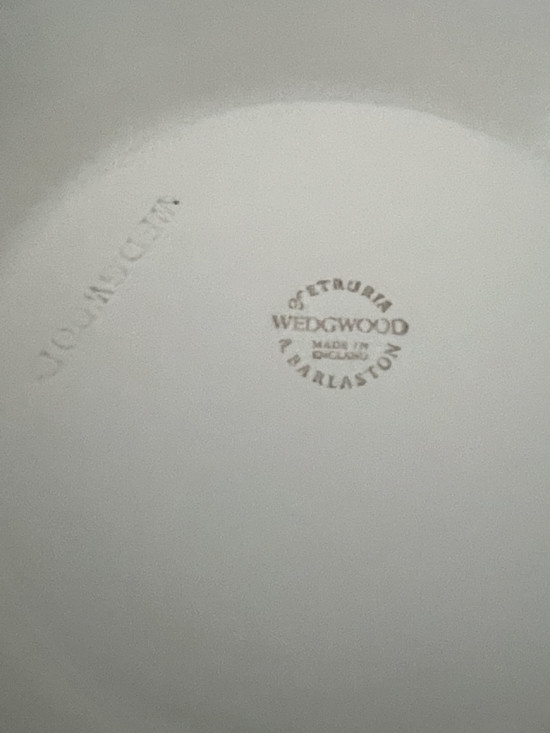 WEDGWOOD
OF ETRURIA
WEDGWOOD
MADE IN
ENGLAND
& BARLASTON